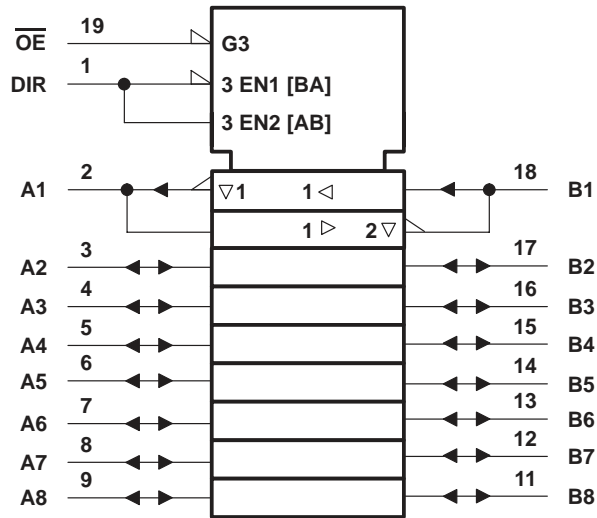 OE 19 G3
DIR 1 3 EN1 [BA]
3 EN2 [AB]
A1 2 ▽1 1 ◁ 18 B1
1 ▷ 2 ▽
A2 3 17 B2
A3 4 16 B3
A4 5 15 B4
A5 6 14 B5
A6 7 13 B6
A7 8 12 B7
A8 9 11 B8